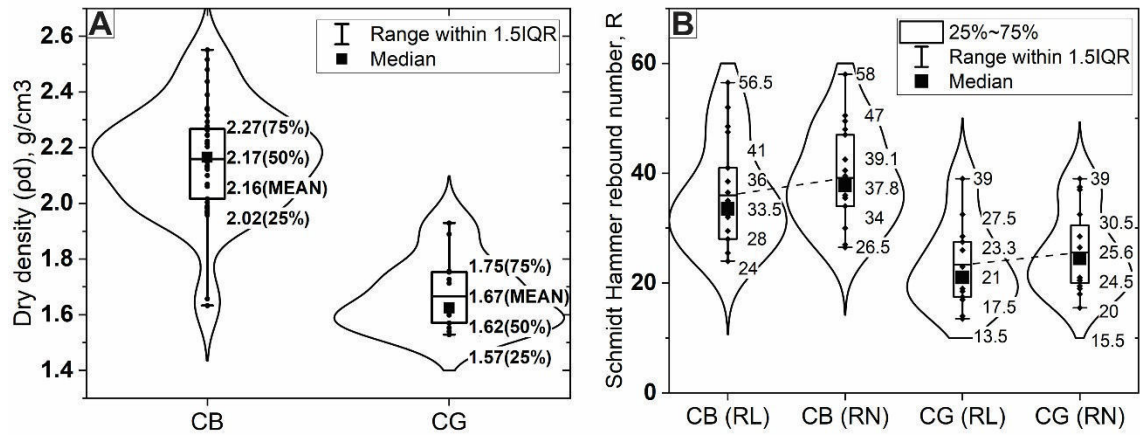 A
Dry density (ρd), g/cm3
2.6
2.4
2.2
2.0
1.8
1.6
1.4
Range within 1.5IQR
Median
2.27(75%)
2.17(50%)
2.16(MEAN)
2.02(25%)
1.75(75%)
1.67(MEAN)
1.62(50%)
1.57(25%)
CB
CG
B
Schmidt Hammer rebound number, R
60
40
20
0
25%~75%
Range within 1.5IQR
Median
56.5
41
36
33.5
28
24
58
47
39.1
37.8
34
26.5
39
27.5
23.3
21
17.5
13.5
39
30.5
25.6
24.5
20
15.5
CB (RL)
CB (RN)
CG (RL)
CG (RN)